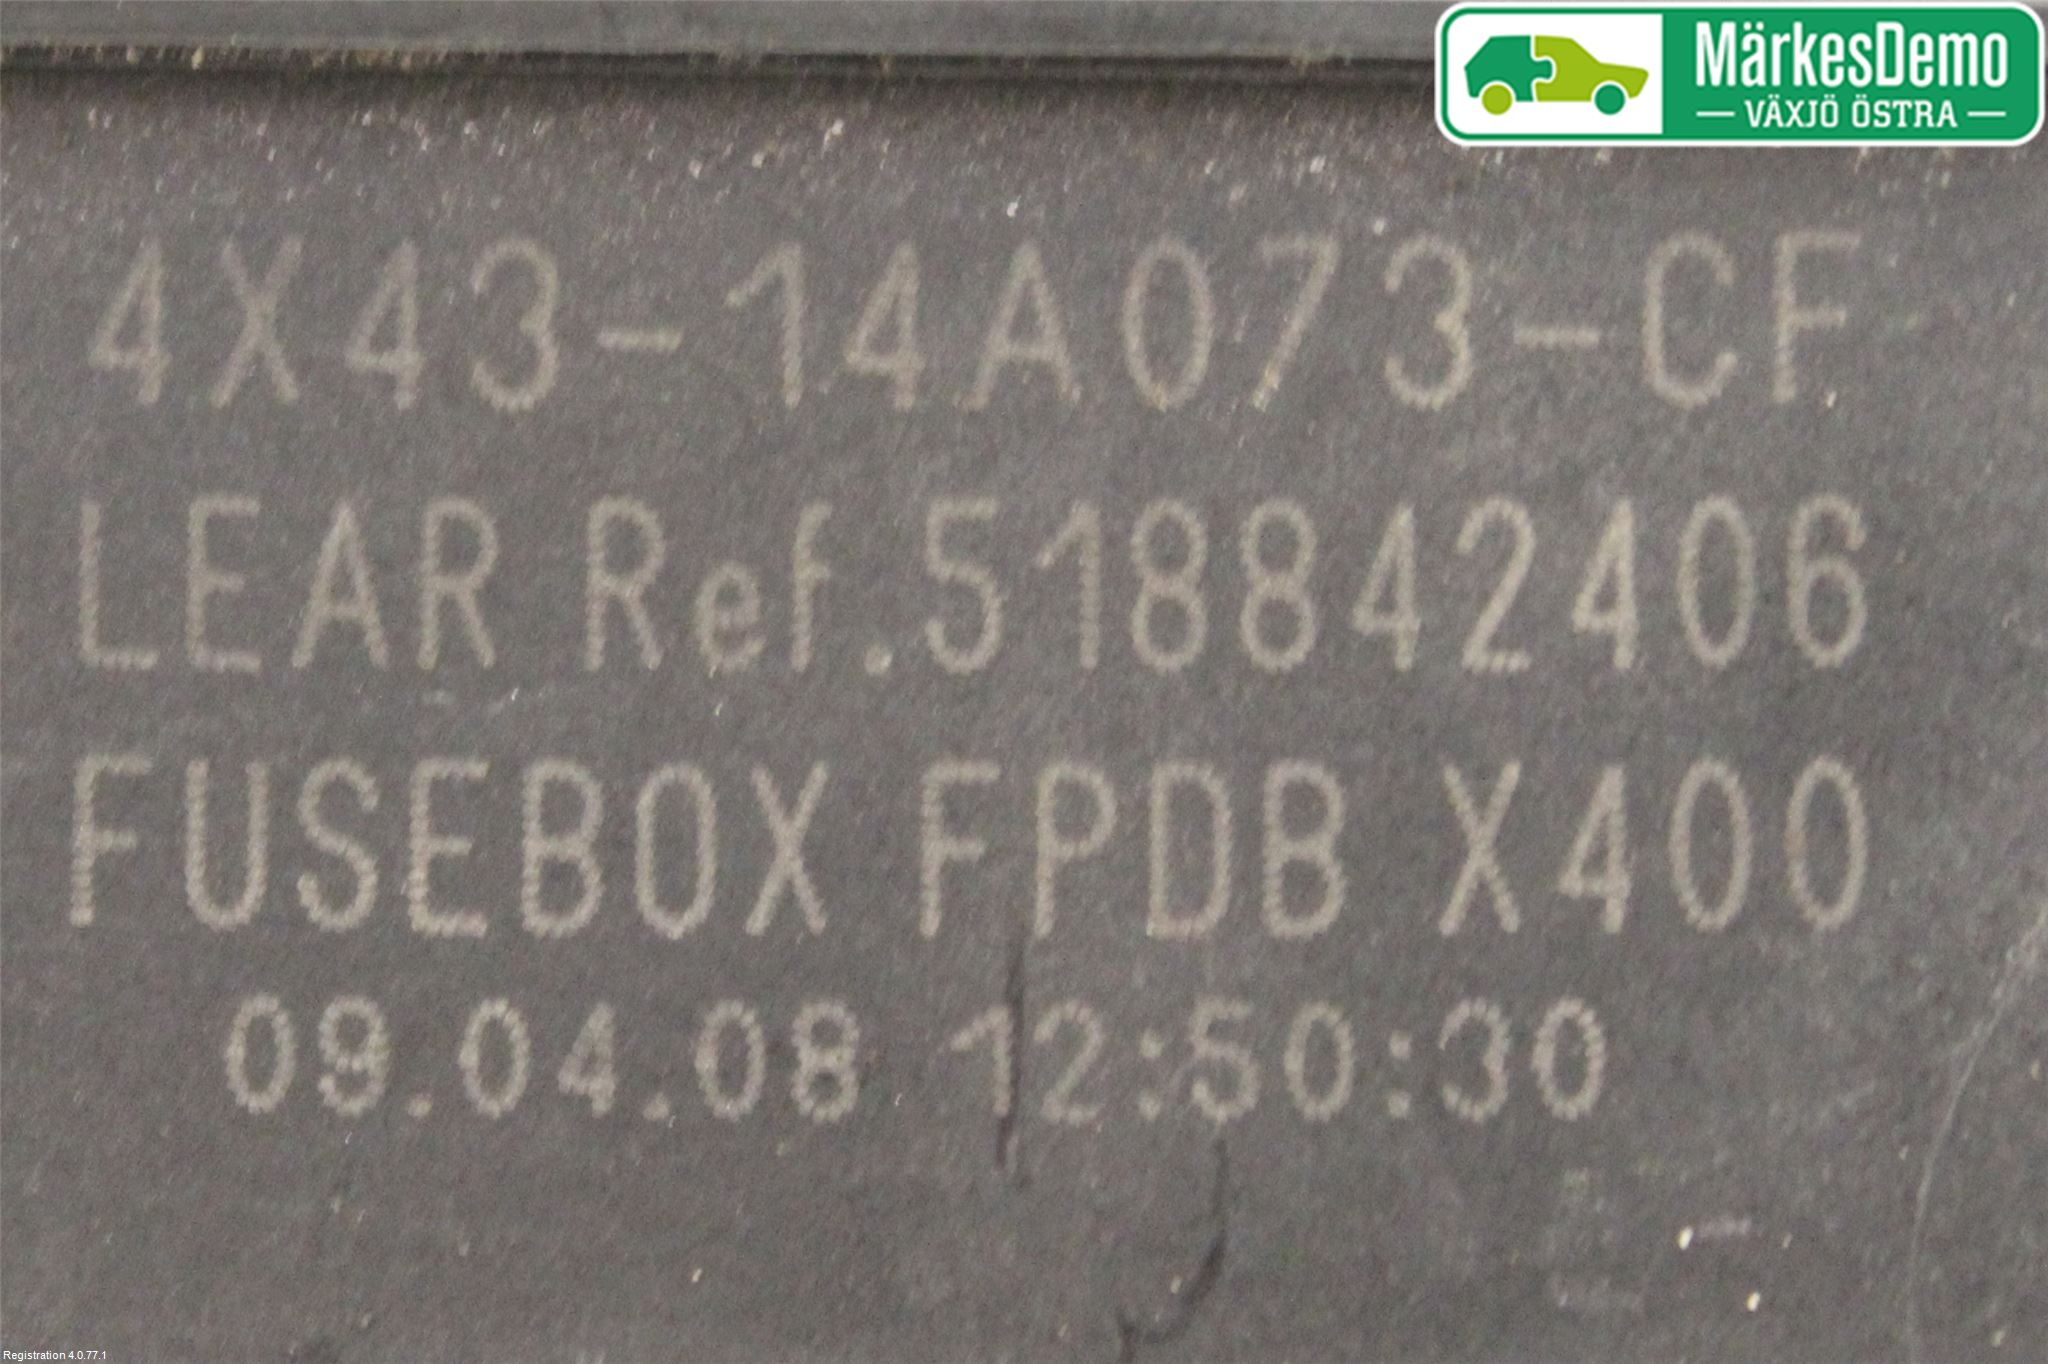 MärkesDemo
VÄXJÖ ÖSTRA
4X43-14A073-CF
LEAR Ref.518842406
FUSEBOX FPDB X400
09.04.08 12:50:30
Registration 4.0.77.1